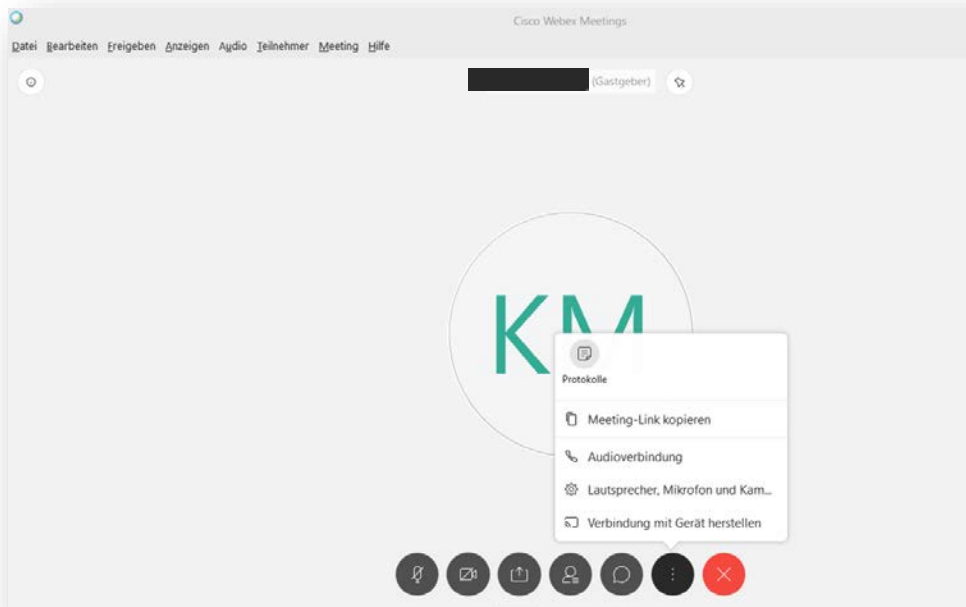 Cisco Webex Meetings
Datei Bearbeiten Freigeben Anzeigen Audio Teilnehmer Meeting Hilfe
(Gastgeber)
KM
Protokolle
Meeting-Link kopieren
Audioverbindung
Lautsprecher, Mikrofon und Kam...
Verbindung mit Gerät herstellen